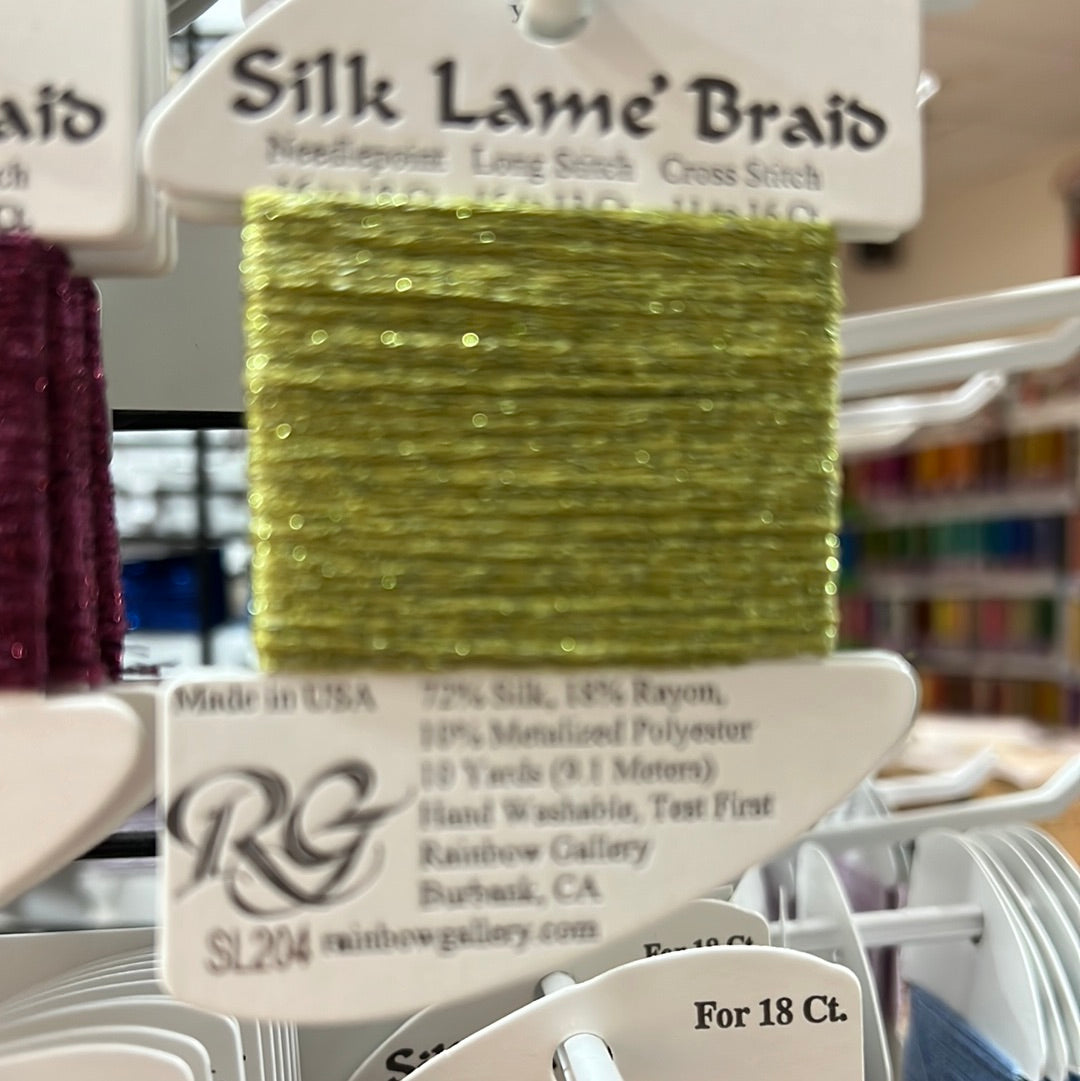 Silk Lame' Braid
Needlepoint Long Stitch Cross Stitch
Made in USA
72% Silk, 18% Rayon,
10% Metalized Polyester
10 Yards (9.1 Meters)
Hand Washable, Test First
Rainbow Gallery
Burbank, CA
RG
SL204 rainbowgallery.com
For 18 Ct.
For 18 Ct.